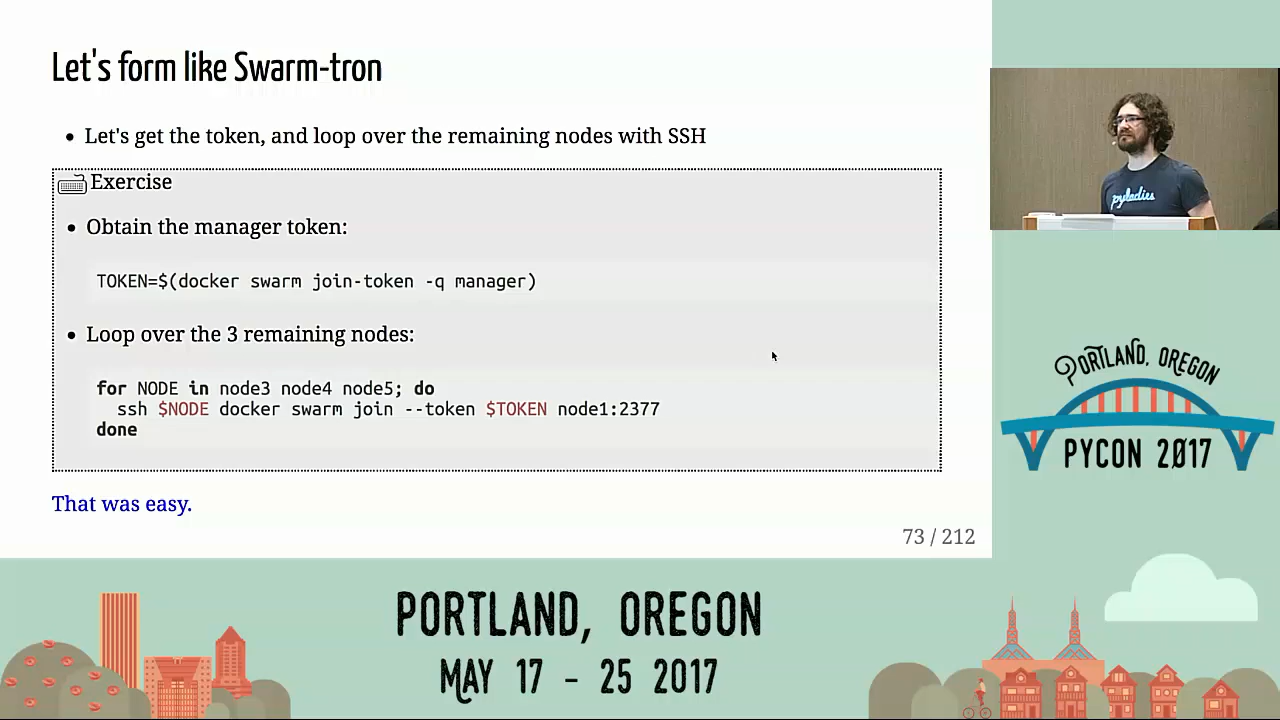 Let's form like Swarm-tron
Let's get the token, and loop over the remaining nodes with SSH
Exercise
Obtain the manager token:
TOKEN=$(docker swarm join-token -q manager)
Loop over the 3 remaining nodes:
for NODE in node3 node4 node5; do
ssh $NODE docker swarm join --token $TOKEN node1:2377
done
That was easy.
73 / 212
pyladies
PORTLAND, OREGON
PYCON 2017
PORTLAND, OREGON
MAY 17 - 25 2017